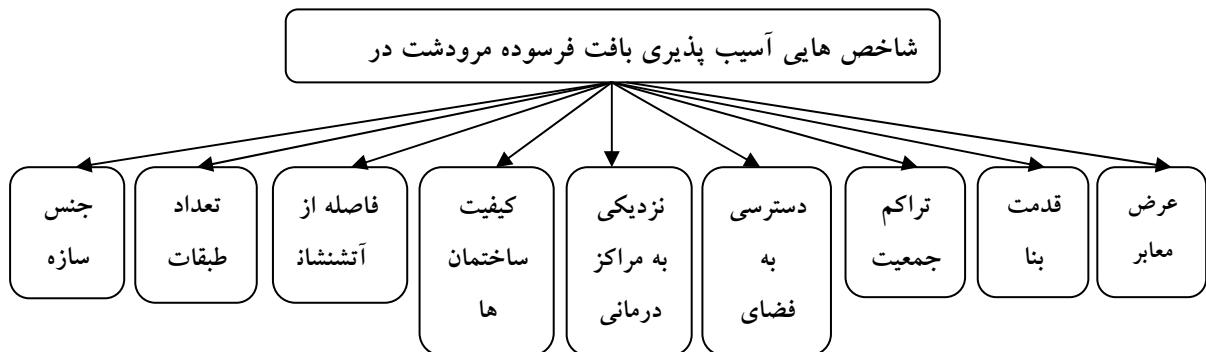 شاخص هایی آسیب پذیری بافت فرسوده مرودشت در
عرض
معابر
قدمت
بنا
تراکم
جمعیت
دسترسی
به
فضای
نزدیکی
به مراکز
درمانی
کیفیت
ساختمان
ها
فاصله از
آتشنشان
تعداد
طبقات
جنس
سازه